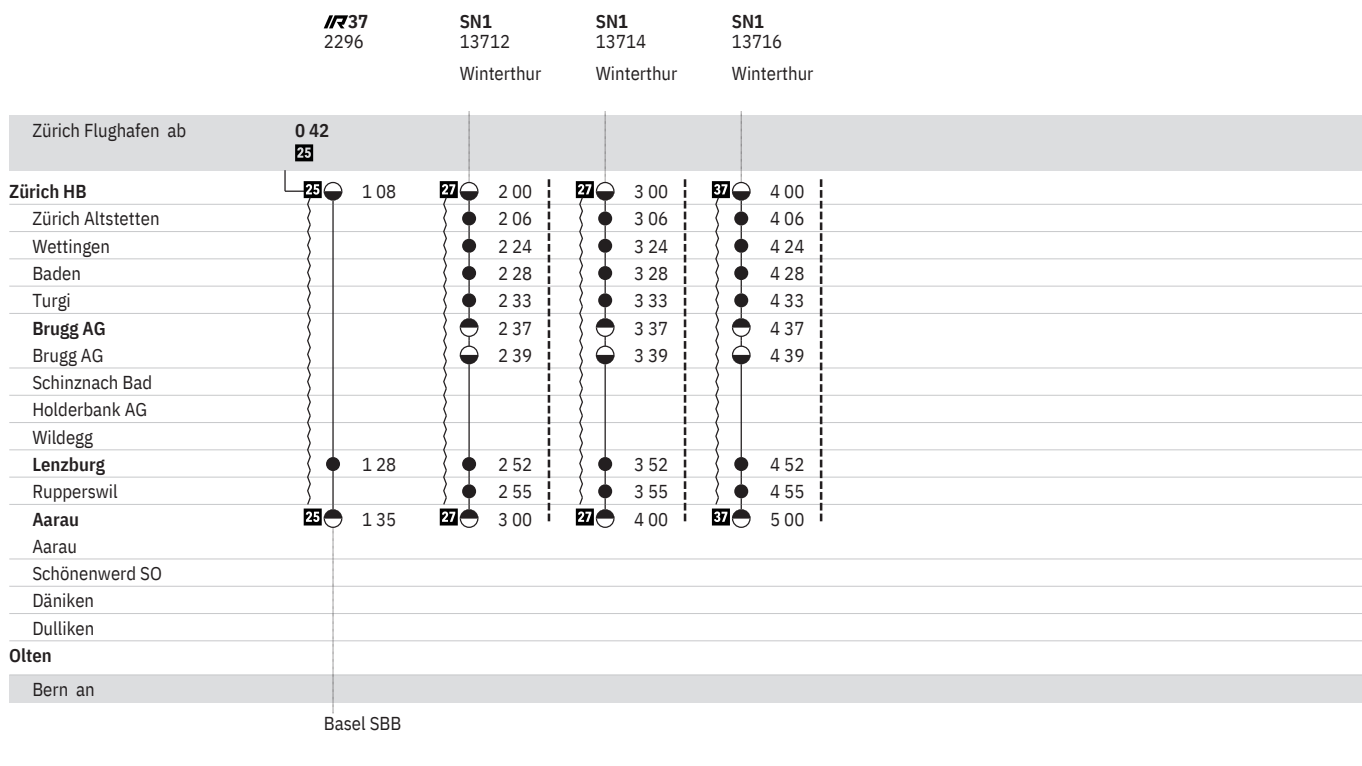 IR37 SN1 SN1 SN1
2296 13712 13714 13716
Winterthur Winterthur Winterthur
Zürich Flughafen ab 0 42
25
Zürich HB 25 1 08 27 2 00 27 3 00 37 4 00
Zürich Altstetten 2 06 3 06 4 06
Wettingen 2 24 3 24 4 24
Baden 2 28 3 28 4 28
Turgi 2 33 3 33 4 33
Brugg AG 2 37 3 37 4 37
Brugg AG 2 39 3 39 4 39
Schinznach Bad
Holderbank AG
Wildegg
Lenzburg 1 28 2 52 3 52 4 52
Rupperswil 2 55 3 55 4 55
Aarau 25 1 35 27 3 00 27 4 00 37 5 00
Aarau
Schönenwerd SO
Däniken
Dulliken
Olten
Bern an
Basel SBB